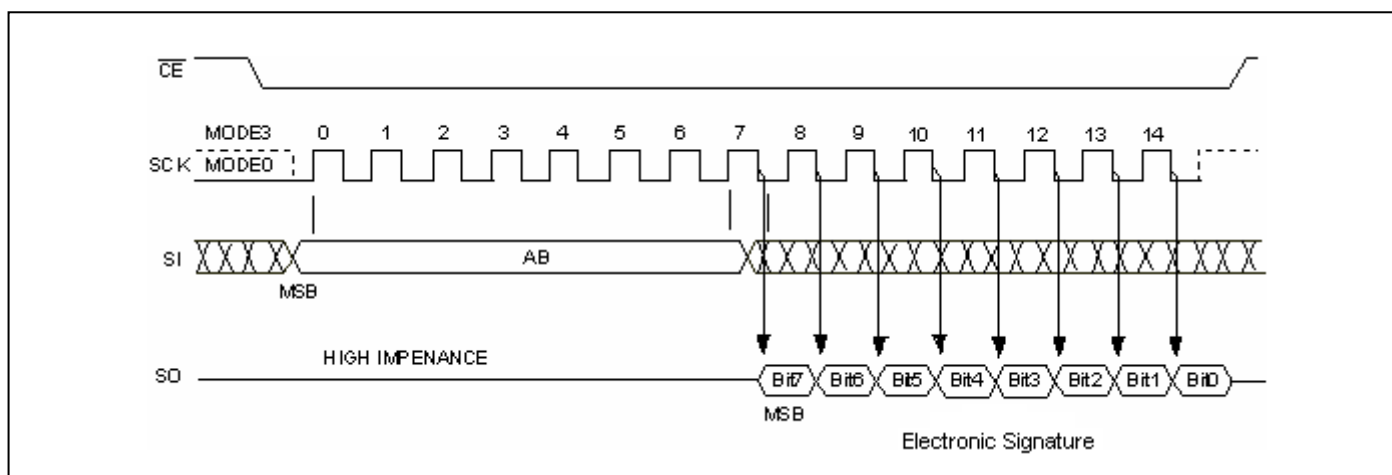 CE
MODE3 0 1 2 3 4 5 6 7 8 9 10 11 12 13 14
SCK MODE0
SI AB
MSB
HIGH IMPENANCE
SO Bit7 Bit6 Bit5 Bit4 Bit3 Bit2 Bit1 Bit0
MSB
Electronic Signature